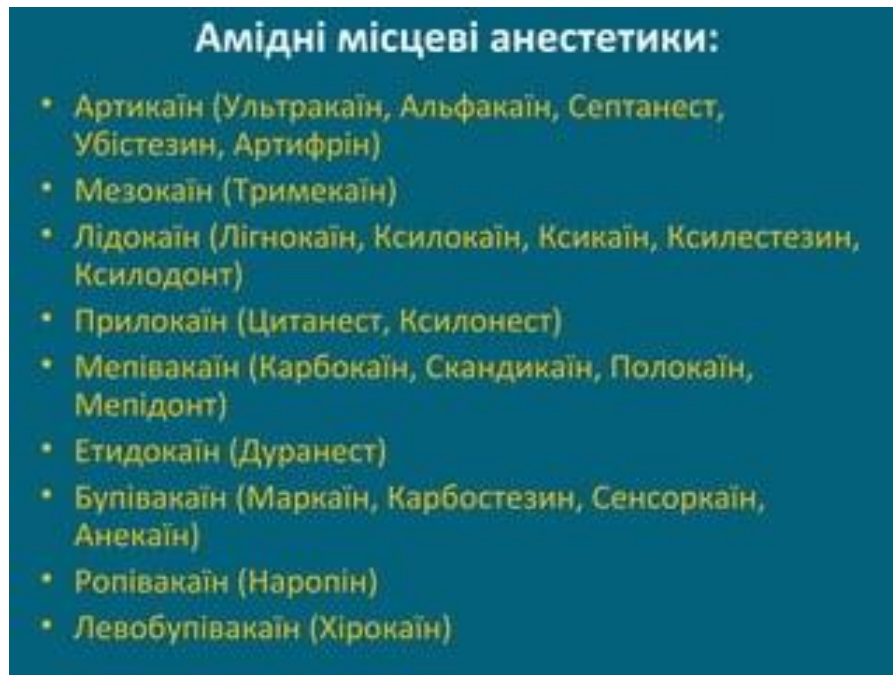 Амідні місцеві анестетики:
• Артикаїн (Ультракаїн, Альфакаїн, Септанест,
Убістезин, Артифрін)
• Мезокаїн (Тримекаїн)
• Лідокаїн (Лігнокаїн, Ксилокаїн, Ксикаїн, Ксилестезин,
Ксилодонт)
• Прилокаїн (Цитанест, Ксилонест)
• Мепівакаїн (Карбокаїн, Скандикаїн, Полокаїн,
Мепідонт)
• Етидокаїн (Дуранест)
• Бупівакаїн (Маркаїн, Карбостезин, Сенсоркаїн,
Анекаїн)
• Ропівакаїн (Наропін)
• Левобупівакаїн (Хірокаїн)